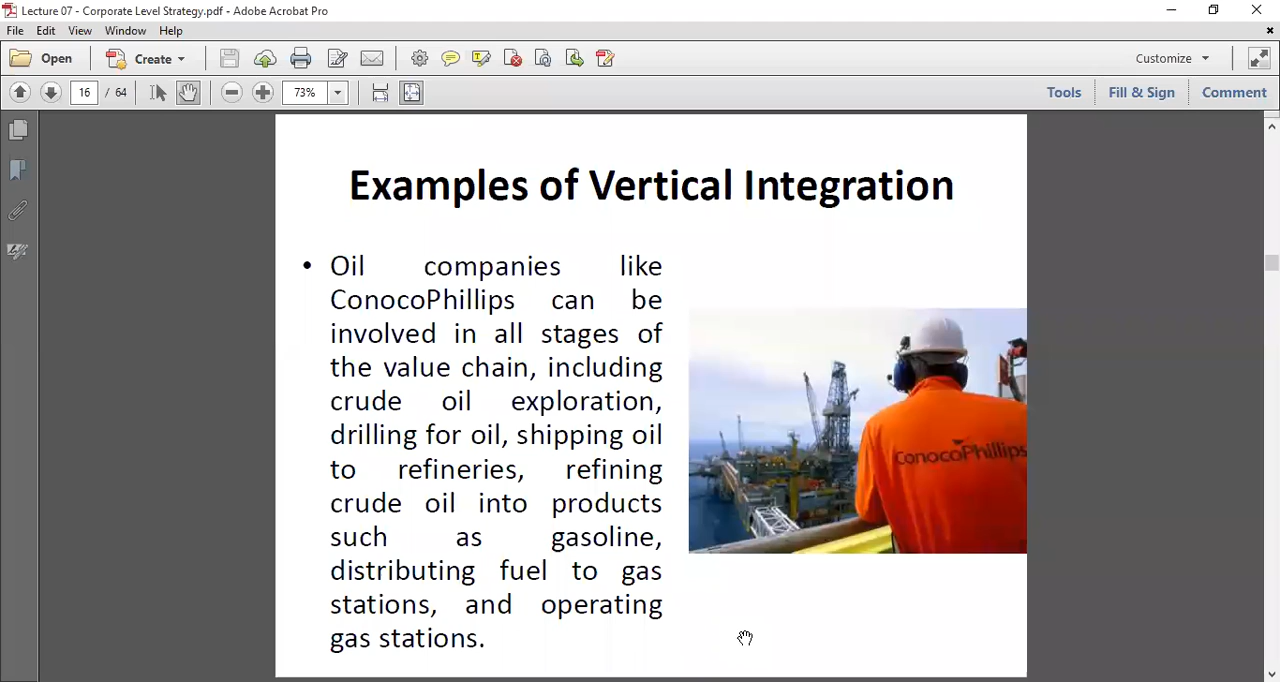 Lecture 07 - Corporate Level Strategy.pdf - Adobe Acrobat Pro
File Edit View Window Help
Open Create Customize
16 / 64 73% Tools Fill & Sign Comment
Examples of Vertical Integration
• Oil companies like
ConocoPhillips can be
involved in all stages of
the value chain, including
crude oil exploration,
drilling for oil, shipping oil
to refineries, refining
crude oil into products
such as gasoline,
distributing fuel to gas
stations, and operating
gas stations.
ConocoPhillips